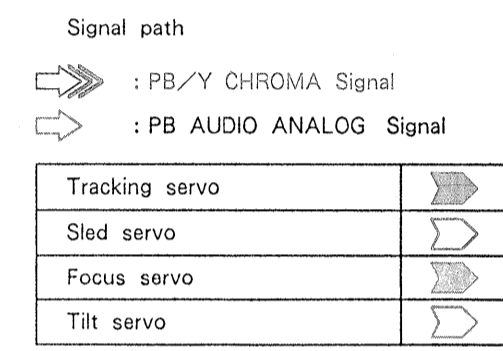 Signal path
: PB/Y CHROMA Signal
: PB AUDIO ANALOG Signal
Tracking servo
Sled servo
Focus servo
Tilt servo